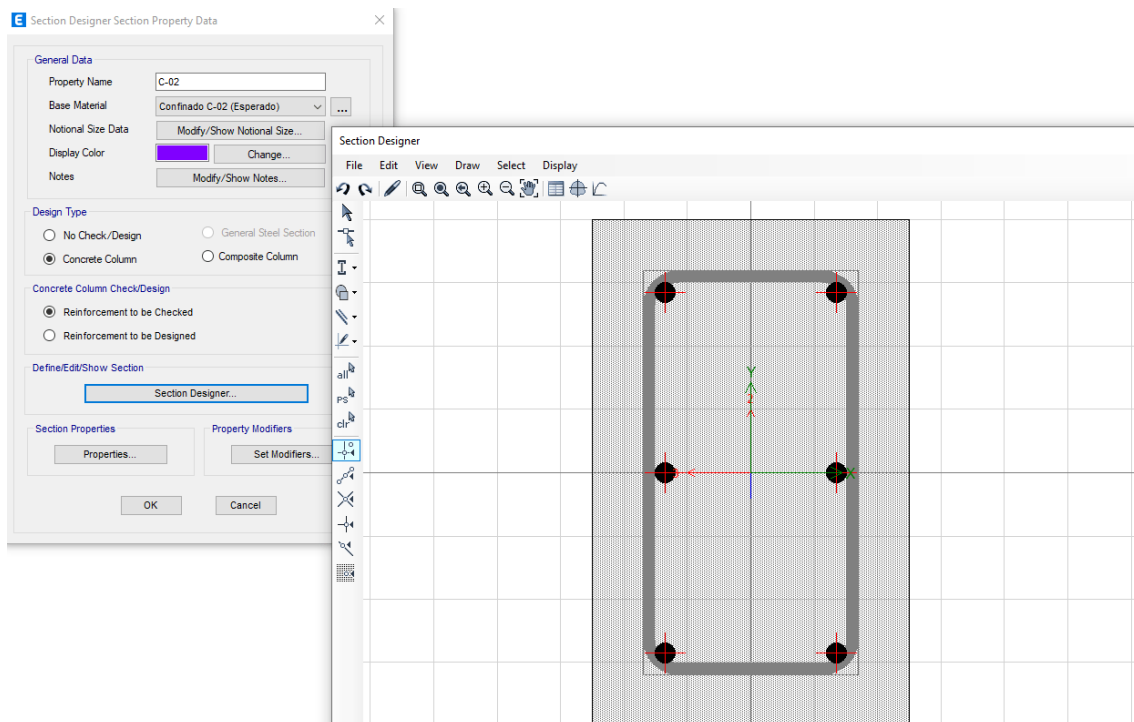 E Section Designer Section Property Data
General Data
Property Name C-02
Base Material Confinado C-02 (Esperado) ...
Notional Size Data Modify/Show Notional Size...
Display Color Change...
Notes Modify/Show Notes...
Design Type
No Check/Design General Steel Section
Concrete Column Composite Column
Concrete Column Check/Design
Reinforcement to be Checked
Reinforcement to be Designed
Define/Edit/Show Section
Section Designer...
Section Properties Property Modifiers
Properties... Set Modifiers...
OK Cancel
Section Designer
File Edit View Draw Select Display
all
PS
clr
Y
2
3 X